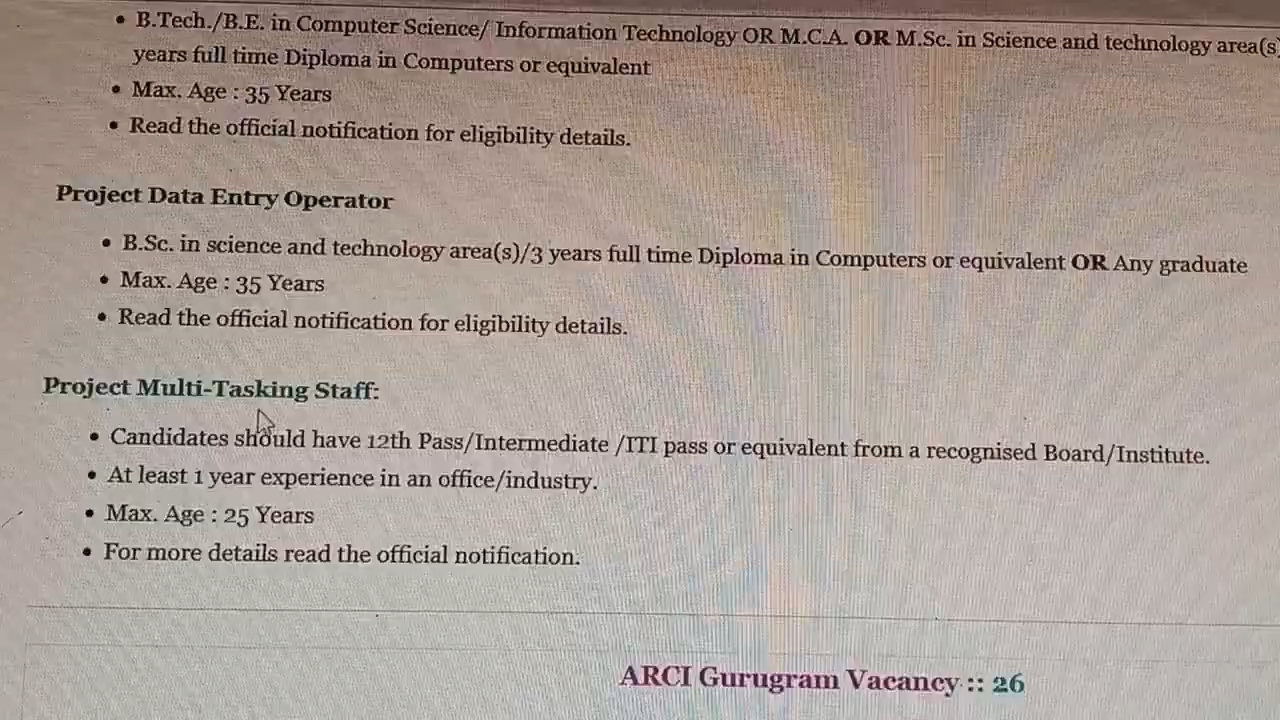 B.Tech./B.E. in Computer Science/ Information Technology OR M.C.A. OR M.Sc. in Science and technology area(s)
years full time Diploma in Computers or equivalent
Max. Age : 35 Years
Read the official notification for eligibility details.
Project Data Entry Operator
B.Sc. in science and technology area(s)/3 years full time Diploma in Computers or equivalent OR Any graduate
Max. Age : 35 Years
Read the official notification for eligibility details.
Project Multi-Tasking Staff:
Candidates should have 12th Pass/Intermediate /ITI pass or equivalent from a recognised Board/Institute.
At least 1 year experience in an office/industry.
Max. Age : 25 Years
For more details read the official notification.
ARCI Gurugram Vacancy :: 26